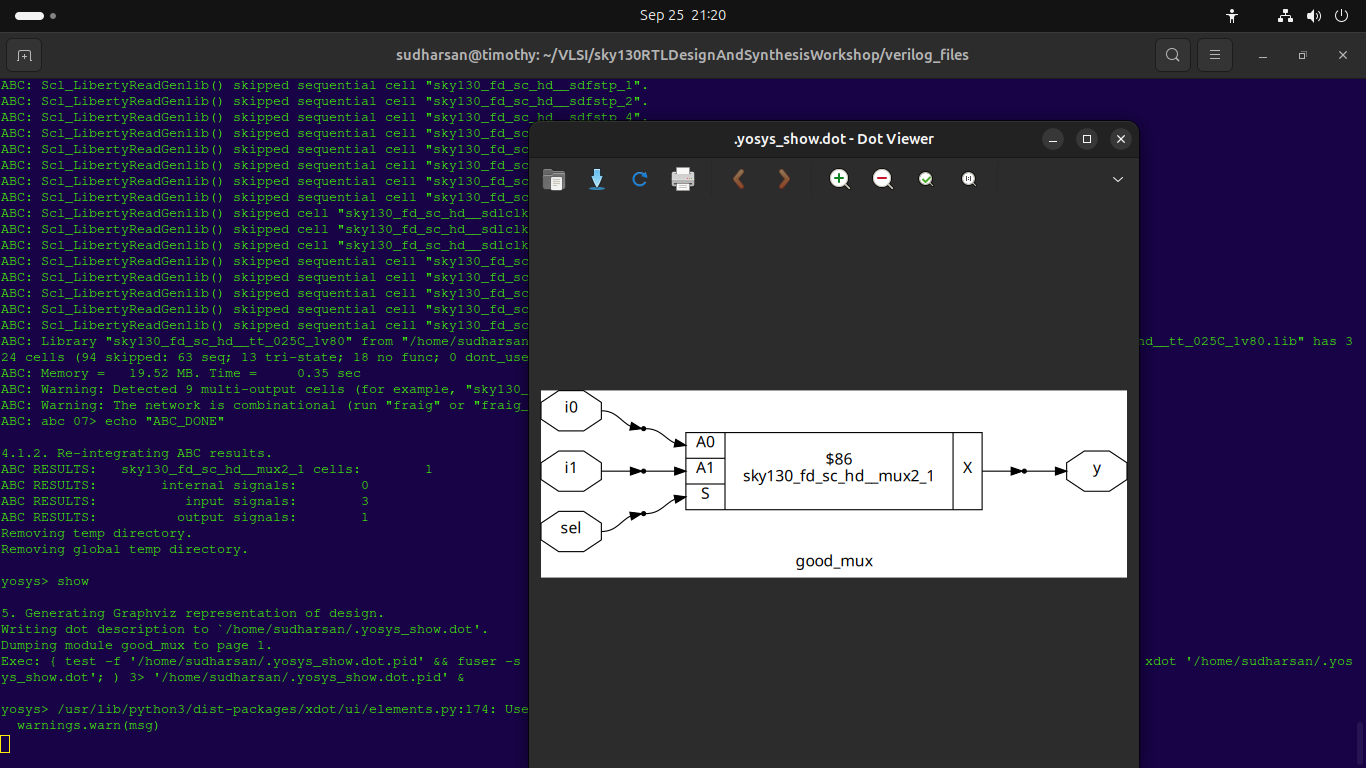 Sep 25 21:20
sudharsan@timothy: ~/VLSI/sky130RTLDesignAndSynthesisWorkshop/verilog_files
ABC: Scl_LibertyReadGenlib() skipped sequential cell "sky130_fd_sc_hd__sdfstp_1".
ABC: Scl_LibertyReadGenlib() skipped sequential cell "sky130_fd_sc_hd__sdfstp_2".
ABC: Scl_LibertyReadGenlib() skipped sequential cell "sky130_fd_sc_hd__sdfstp_4".
ABC: Scl_LibertyReadGenlib() skipped sequential cell "sky130_fd_sc
ABC: Scl_LibertyReadGenlib() skipped sequential cell "sky130_fd_sc
ABC: Scl_LibertyReadGenlib() skipped sequential cell "sky130_fd_sc
ABC: Scl_LibertyReadGenlib() skipped sequential cell "sky130_fd_sc
ABC: Scl_LibertyReadGenlib() skipped sequential cell "sky130_fd_sc
ABC: Scl_LibertyReadGenlib() skipped cell "sky130_fd_sc_hd__sdlclk
ABC: Scl_LibertyReadGenlib() skipped cell "sky130_fd_sc_hd__sdlclk
ABC: Scl_LibertyReadGenlib() skipped cell "sky130_fd_sc_hd__sdlclk
ABC: Scl_LibertyReadGenlib() skipped sequential cell "sky130_fd_sc
ABC: Scl_LibertyReadGenlib() skipped sequential cell "sky130_fd_sc
ABC: Scl_LibertyReadGenlib() skipped sequential cell "sky130_fd_sc
ABC: Scl_LibertyReadGenlib() skipped sequential cell "sky130_fd_sc
ABC: Scl_LibertyReadGenlib() skipped sequential cell "sky130_fd_sc
ABC: Library "sky130_fd_sc_hd__tt_025C_1v80" from "/home/sudharsan hd__tt_025C_1v80.lib" has 3
24 cells (94 skipped: 63 seq; 13 tri-state; 18 no func; 0 dont_use
ABC: Memory = 19.52 MB. Time = 0.35 sec
ABC: Warning: Detected 9 multi-output cells (for example, "sky130_
ABC: Warning: The network is combinational (run "fraig" or "fraig_
ABC: abc 07> echo "ABC_DONE"
4.1.2. Re-integrating ABC results.
ABC RESULTS: sky130_fd_sc_hd__mux2_1 cells: 1
ABC RESULTS: internal signals: 0
ABC RESULTS: input signals: 3
ABC RESULTS: output signals: 1
Removing temp directory.
Removing global temp directory.
yosys> show
5. Generating Graphviz representation of design.
Writing dot description to `/home/sudharsan/.yosys_show.dot'.
Dumping module good_mux to page 1.
Exec: { test -f '/home/sudharsan/.yosys_show.dot.pid' && fuser -s xdot '/home/sudharsan/.yos
ys_show.dot'; ) 3> '/home/sudharsan/.yosys_show.dot.pid' &
yosys> /usr/lib/python3/dist-packages/xdot/ui/elements.py:174: Use
warnings.warn(msg)
.yosys_show.dot - Dot Viewer
i0
i1
sel
A0
A1
S
$86
sky130_fd_sc_hd__mux2_1
X
y
good_mux